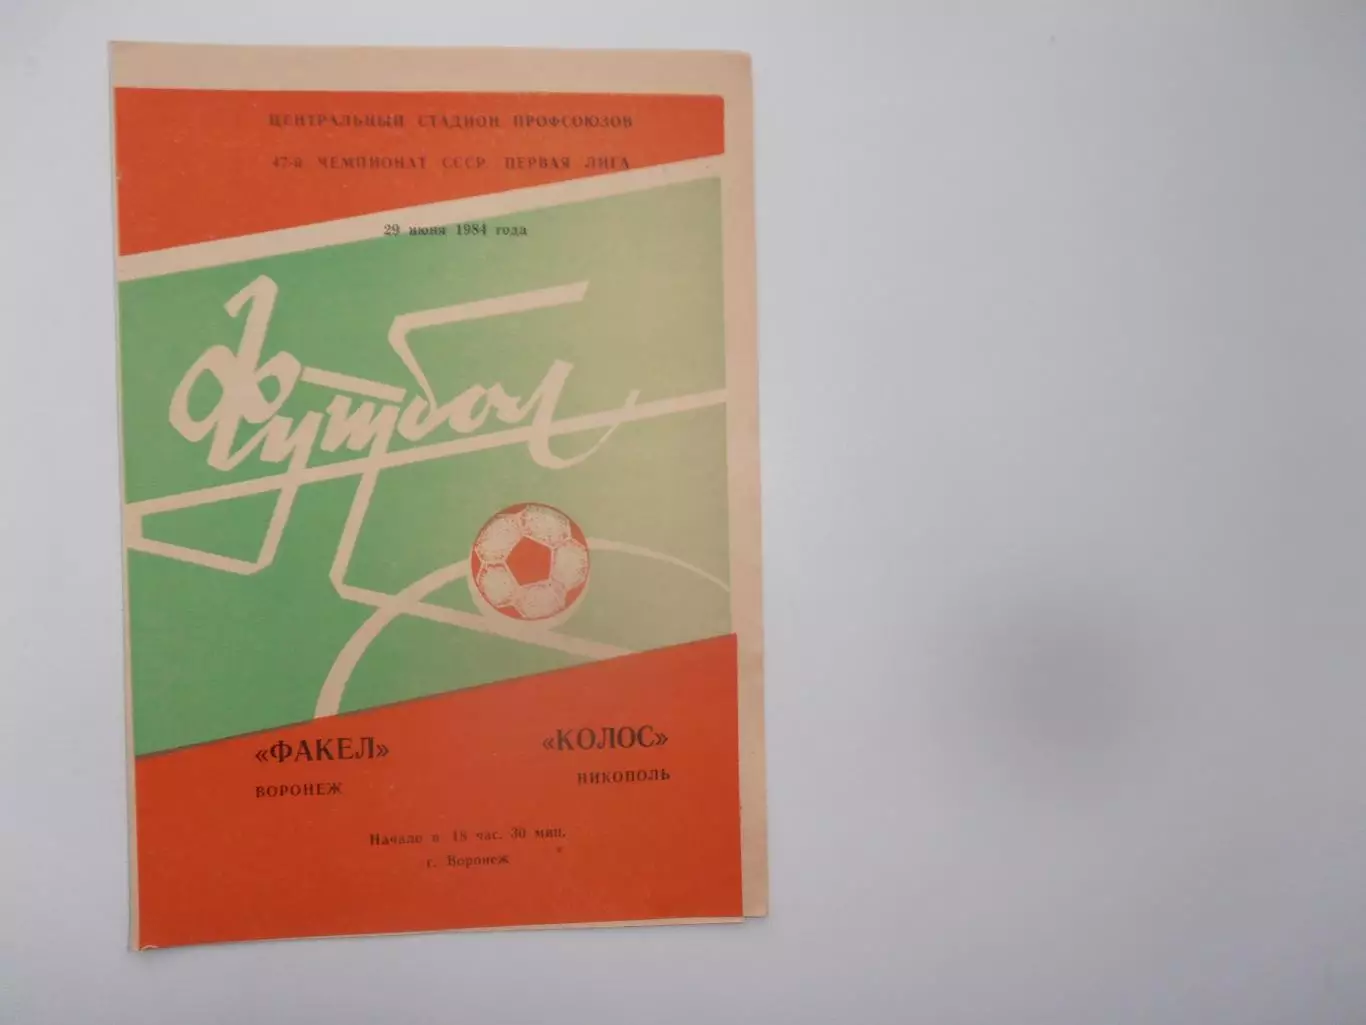 ЦЕНТРАЛЬНЫЙ СТАДИОН ПРОФСОЮЗОВ
47-й ЧЕМПИОНАТ СССР. ПЕРВАЯ ЛИГА
29 июня 1984 года
Футбол
«ФАКЕЛ» «КОЛОС»
ВОРОНЕЖ НИКОПОЛЬ
Начало в 18 час. 30 мин.
г. Воронеж